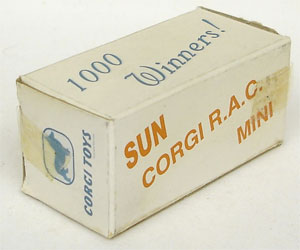 1000
Winners!
SUN
CORGI R.A.C.
MINI
CORGI TOYS